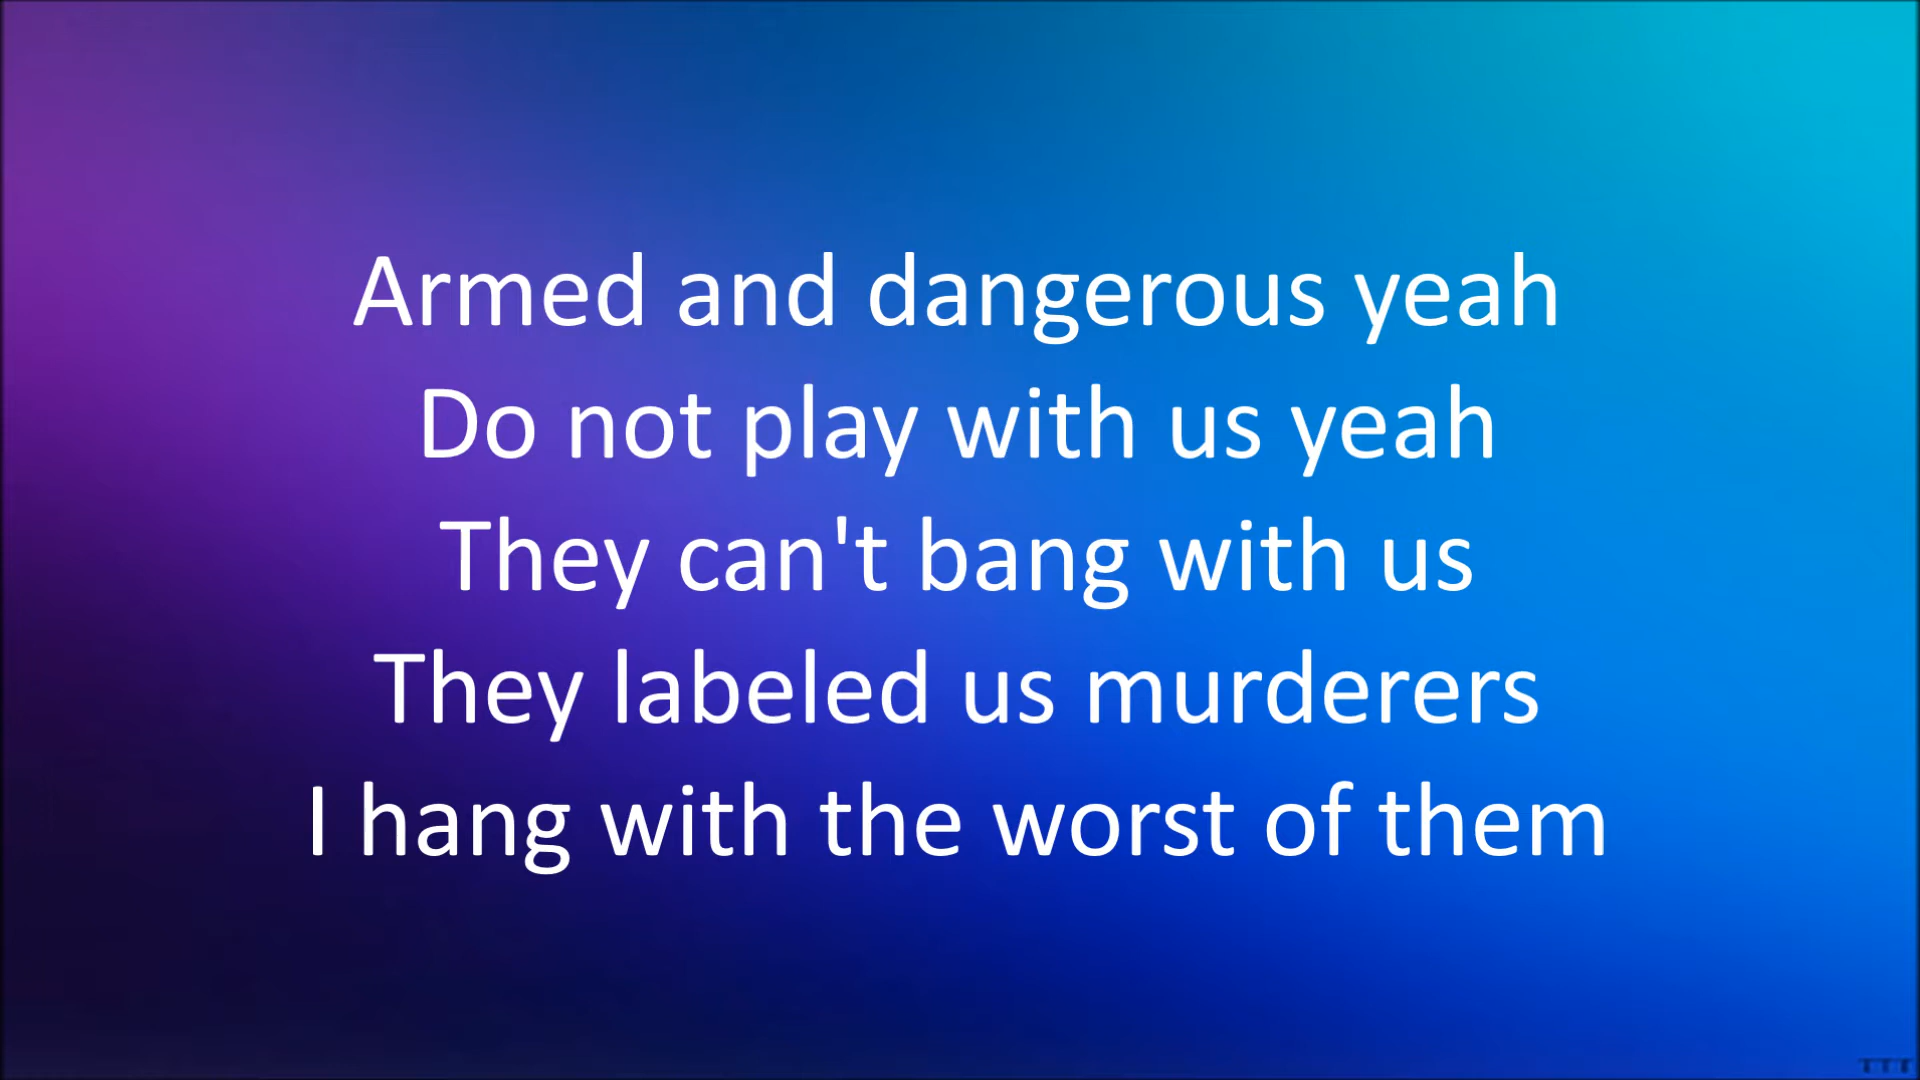 Armed and dangerous yeah
Do not play with us yeah
They can't bang with us
They labeled us murderers
I hang with the worst of them